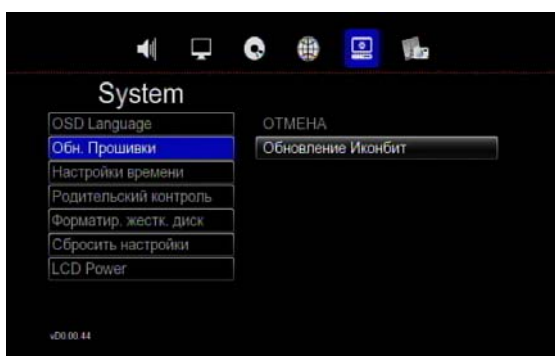 System
OSD Language
ОТМЕНА
Обн. Прошивки
Обновление Иконбит
Настройки времени
Родительский контроль
Форматир. жестк. диск
Сбросить настройки
LCD Power
vD0.00.44